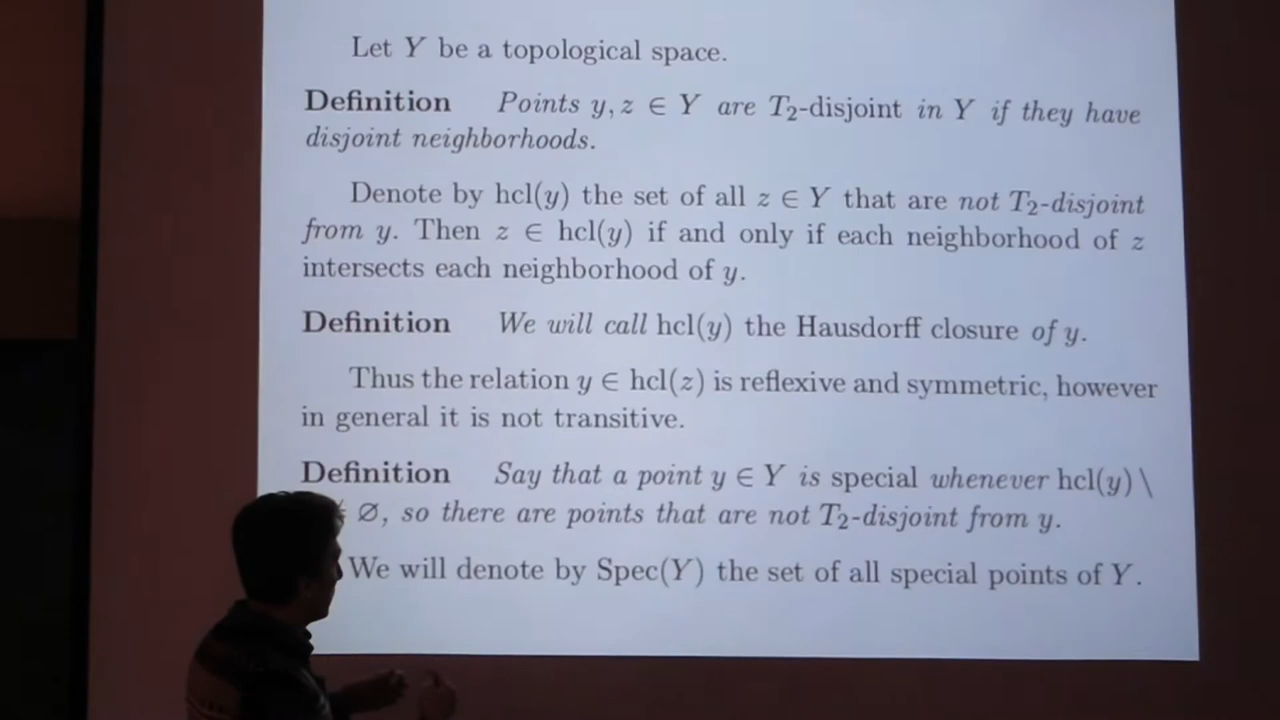 Let Y be a topological space.
Definition Points y, z ∈ Y are T₂-disjoint in Y if they have
disjoint neighborhoods.
Denote by hcl(y) the set of all z ∈ Y that are not T₂-disjoint
from y. Then z ∈ hcl(y) if and only if each neighborhood of z
intersects each neighborhood of y.
Definition We will call hcl(y) the Hausdorff closure of y.
Thus the relation y ∈ hcl(z) is reflexive and symmetric, however
in general it is not transitive.
Definition Say that a point y ∈ Y is special whenever hcl(y) \
∅, so there are points that are not T₂-disjoint from y.
We will denote by Spec(Y) the set of all special points of Y.